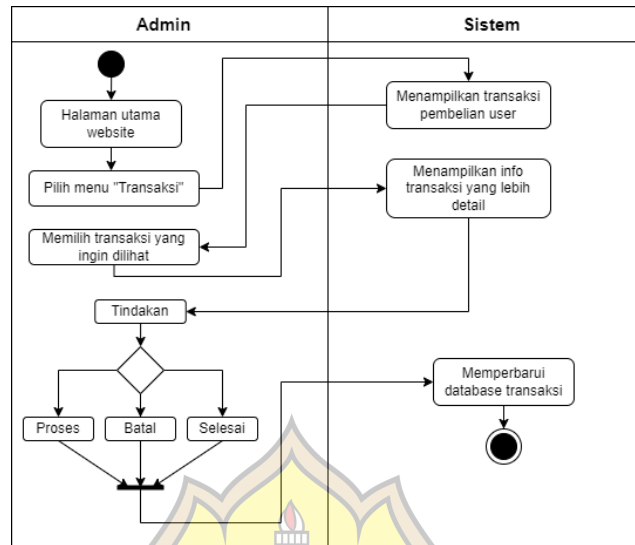 Admin
Sistem
Halaman utama
website
Menampilkan transaksi
pembelian user
Pilih menu "Transaksi"
Menampilkan info
transaksi yang lebih
detail
Memilih transaksi yang
ingin dilihat
Tindakan
Memperbarui
database transaksi
Proses
Batal
Selesai